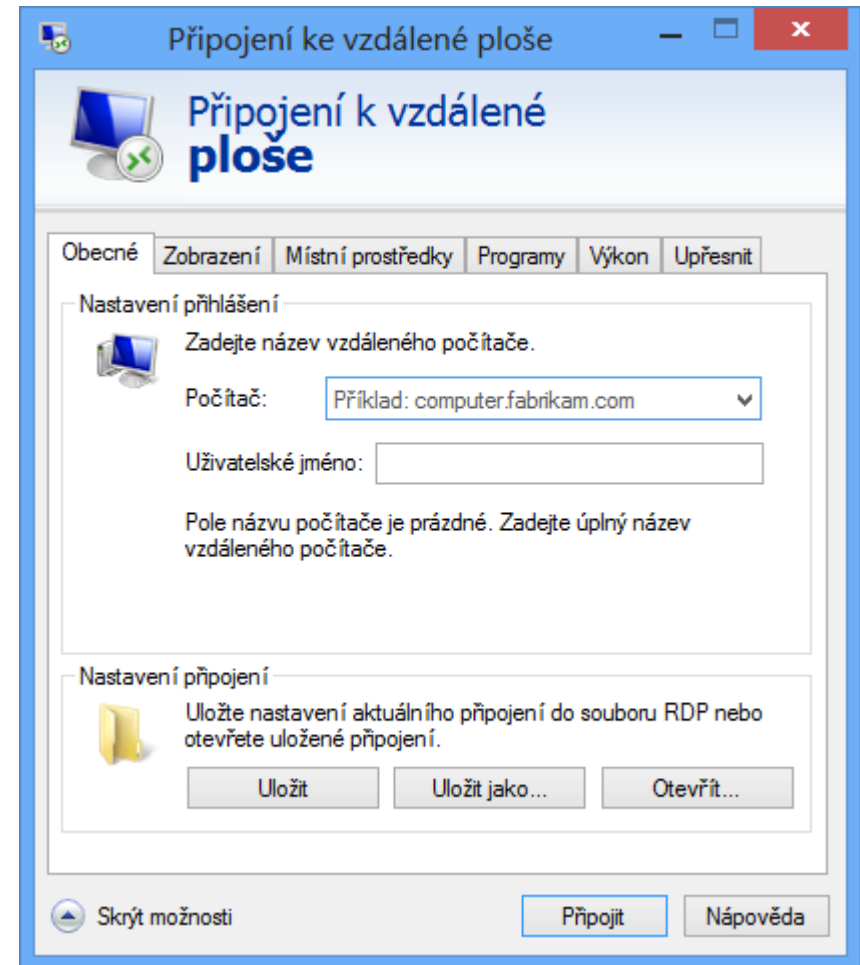 Připojení ke vzdálené ploše
Připojení k vzdálené
ploše
Obecné Zobrazení Místní prostředky Programy Výkon Upřesnit
Nastavení přihlášení
Zadejte název vzdáleného počítače.
Počítač: Příklad: computer.fabrikam.com
Uživatelské jméno:
Pole názvu počítače je prázdné. Zadejte úplný název
vzdáleného počítače.
Nastavení připojení
Uložte nastavení aktuálního připojení do souboru RDP nebo
otevřete uložené připojení.
Uložit Uložit jako... Otevřít...
Skrýt možnosti Připojit Nápověda